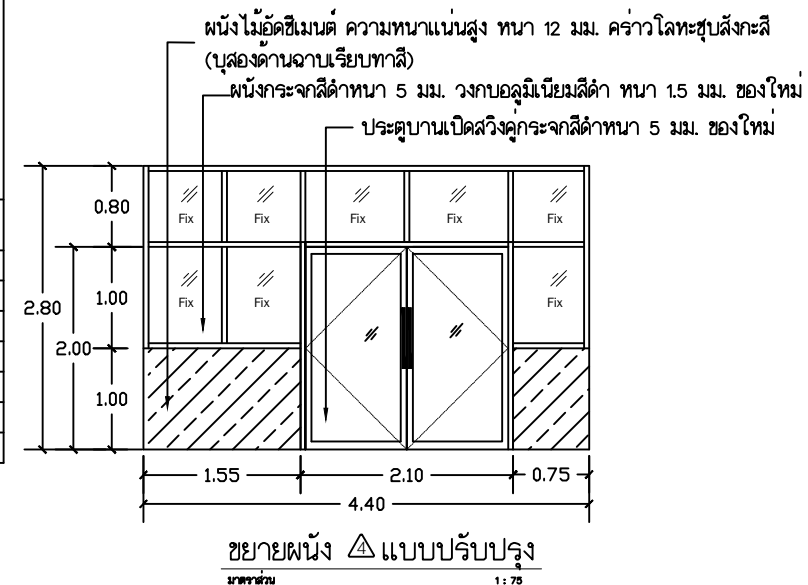 ผนังไม้อัดซีเมนต์ ความหนาแน่นสูง หนา 12 มม. คร่าวโลหะชุบสังกะสี
(บุสองด้านฉาบเรียบทาสี)
ผนังกระจกสีดำหนา 5 มม. วงกบอลูมิเนียมสีดำ หนา 1.5 มม. ของใหม่
ประตูบานเปิดสวิงคู่กระจกสีดำหนา 5 มม. ของใหม่
0.80
Fix Fix Fix Fix Fix
2.80
1.00
Fix Fix Fix
2.00
1.00
1.55 2.10 0.75
4.40
ขยายผนัง 4 แบบปรับปรุง
มาตราส่วน 1 : 75